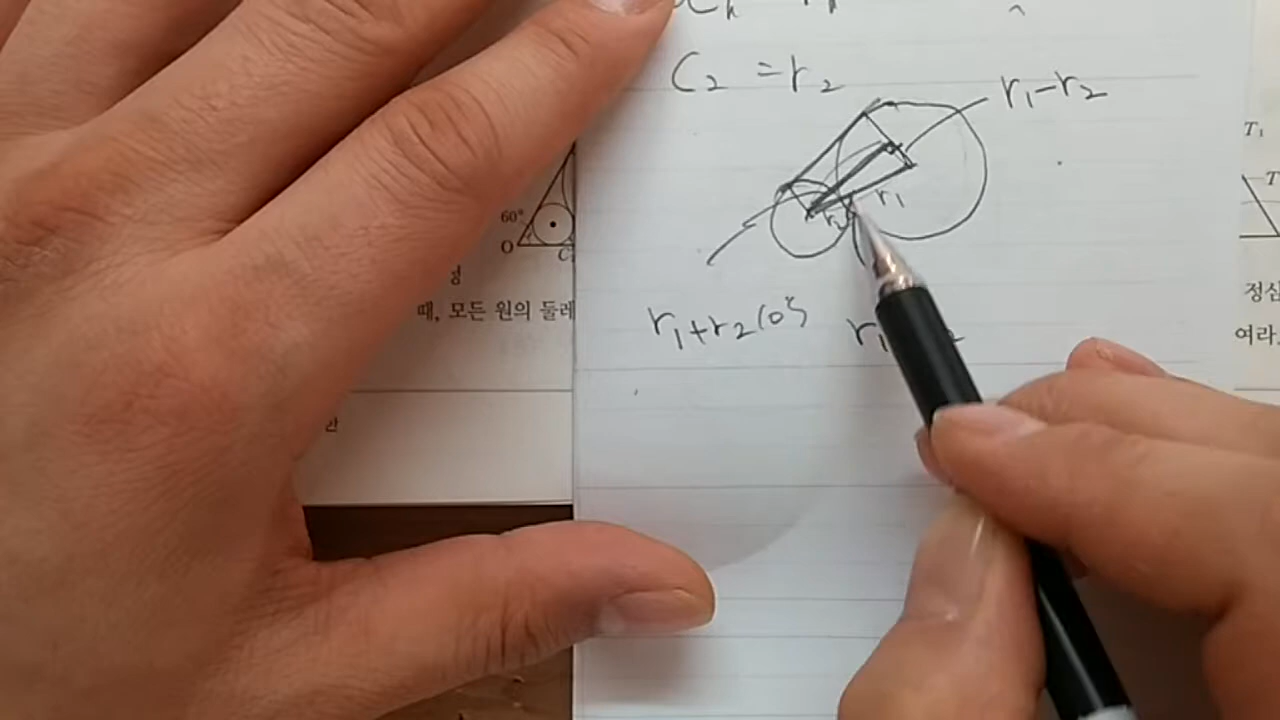 C₂ = r₂
r₁-r₂
r₁
r₂
r₁+r₂ cos
60°
O
C
때, 모든 원의 둘레
T₁
T
정심
여라.